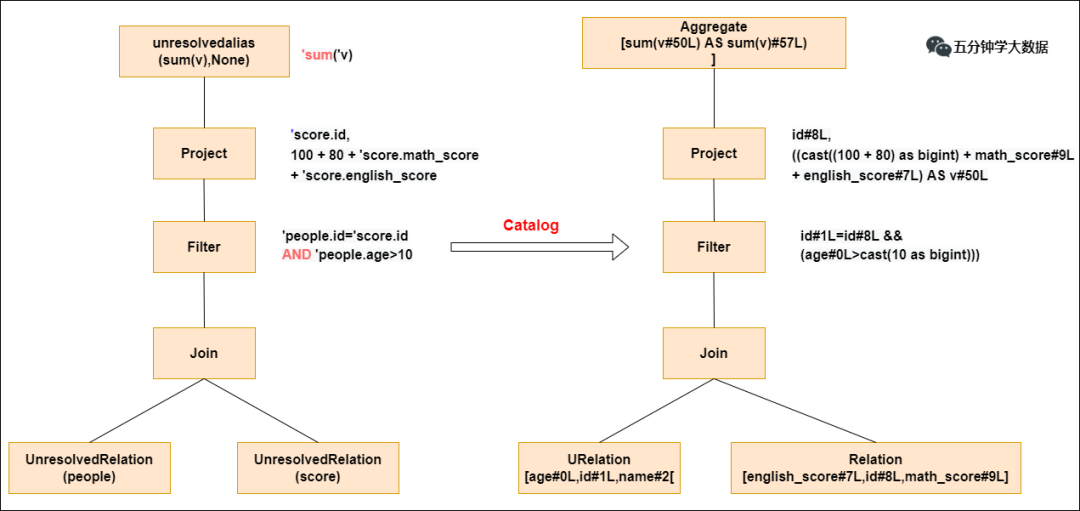 unresolvedalias
(sum(v),None)
'sum('v)
Project
'score.id,
100 + 80 + 'score.math_score
+ 'score.english_score
Filter
'people.id='score.id
AND 'people.age>10
Join
UnresolvedRelation
(people)
UnresolvedRelation
(score)
Catalog
Aggregate
[sum(v#50L) AS sum(v)#57L)
]
五分钟学大数据
Project
id#8L,
((cast((100 + 80) as bigint) + math_score#9L
+ english_score#7L) AS v#50L
Filter
id#1L=id#8L &&
(age#0L>cast(10 as bigint)))
Join
URelation
[age#0L,id#1L,name#2[
Relation
[english_score#7L,id#8L,math_score#9L]